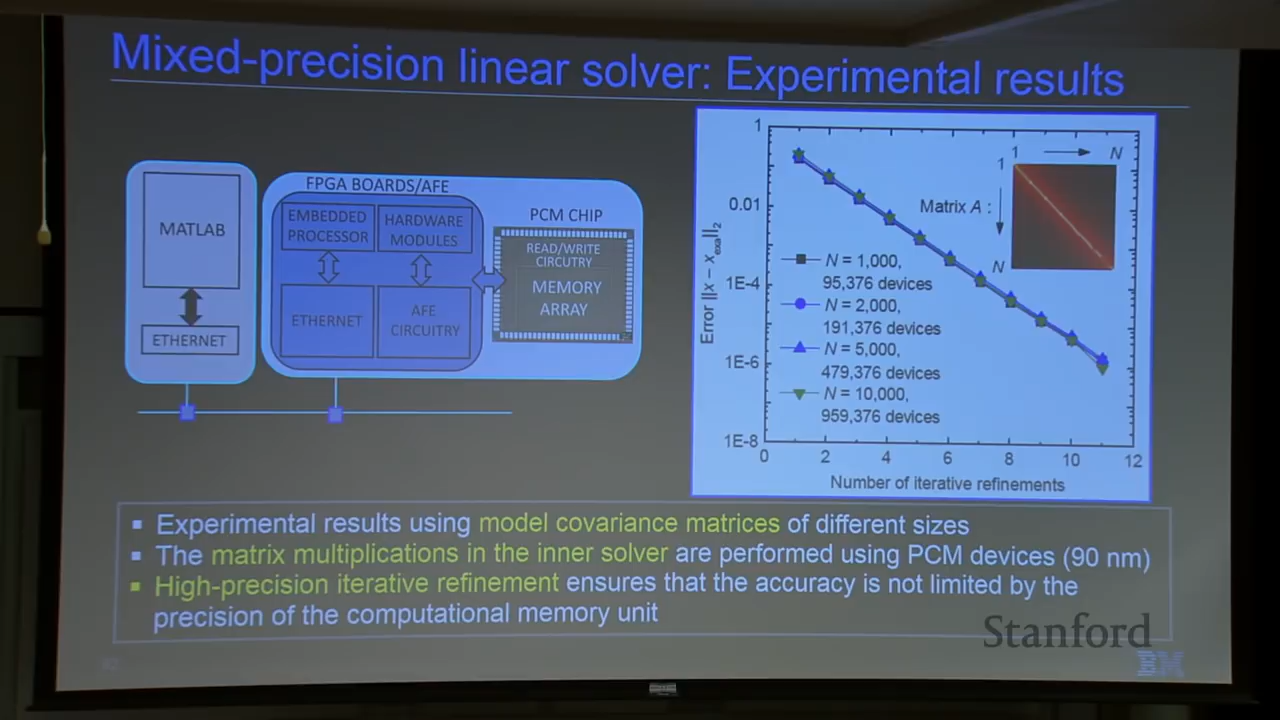 Mixed-precision linear solver: Experimental results
MATLAB
ETHERNET
FPGA BOARDS/AFE
EMBEDDED
PROCESSOR
HARDWARE
MODULES
ETHERNET
AFE
CIRCUITRY
PCM CHIP
READ/WRITE
CIRCUTRY
MEMORY
ARRAY
1
0.01
1E-4
1E-6
1E-8
Error ||x – x_exa||_2
0 2 4 6 8 10 12
Number of iterative refinements
1 N
1
Matrix A :
N
N = 1,000,
95,376 devices
N = 2,000,
191,376 devices
N = 5,000,
479,376 devices
N = 10,000,
959,376 devices
▪ Experimental results using model covariance matrices of different sizes
▪ The matrix multiplications in the inner solver are performed using PCM devices (90 nm)
▪ High-precision iterative refinement ensures that the accuracy is not limited by the
precision of the computational memory unit
Stanford
IBM